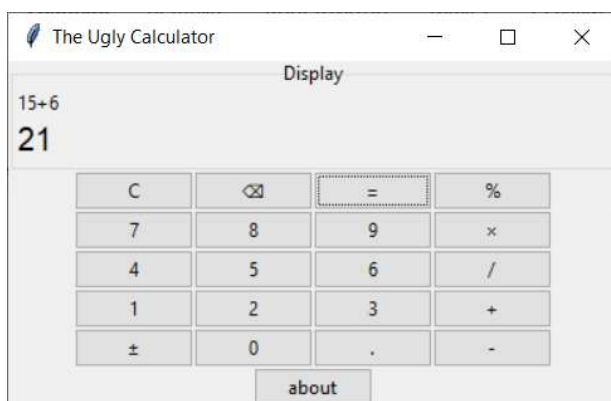 The Ugly Calculator
Display
15+6
21
C ⌫ = %
7 8 9 ×
4 5 6 /
1 2 3 +
± 0 . -
about